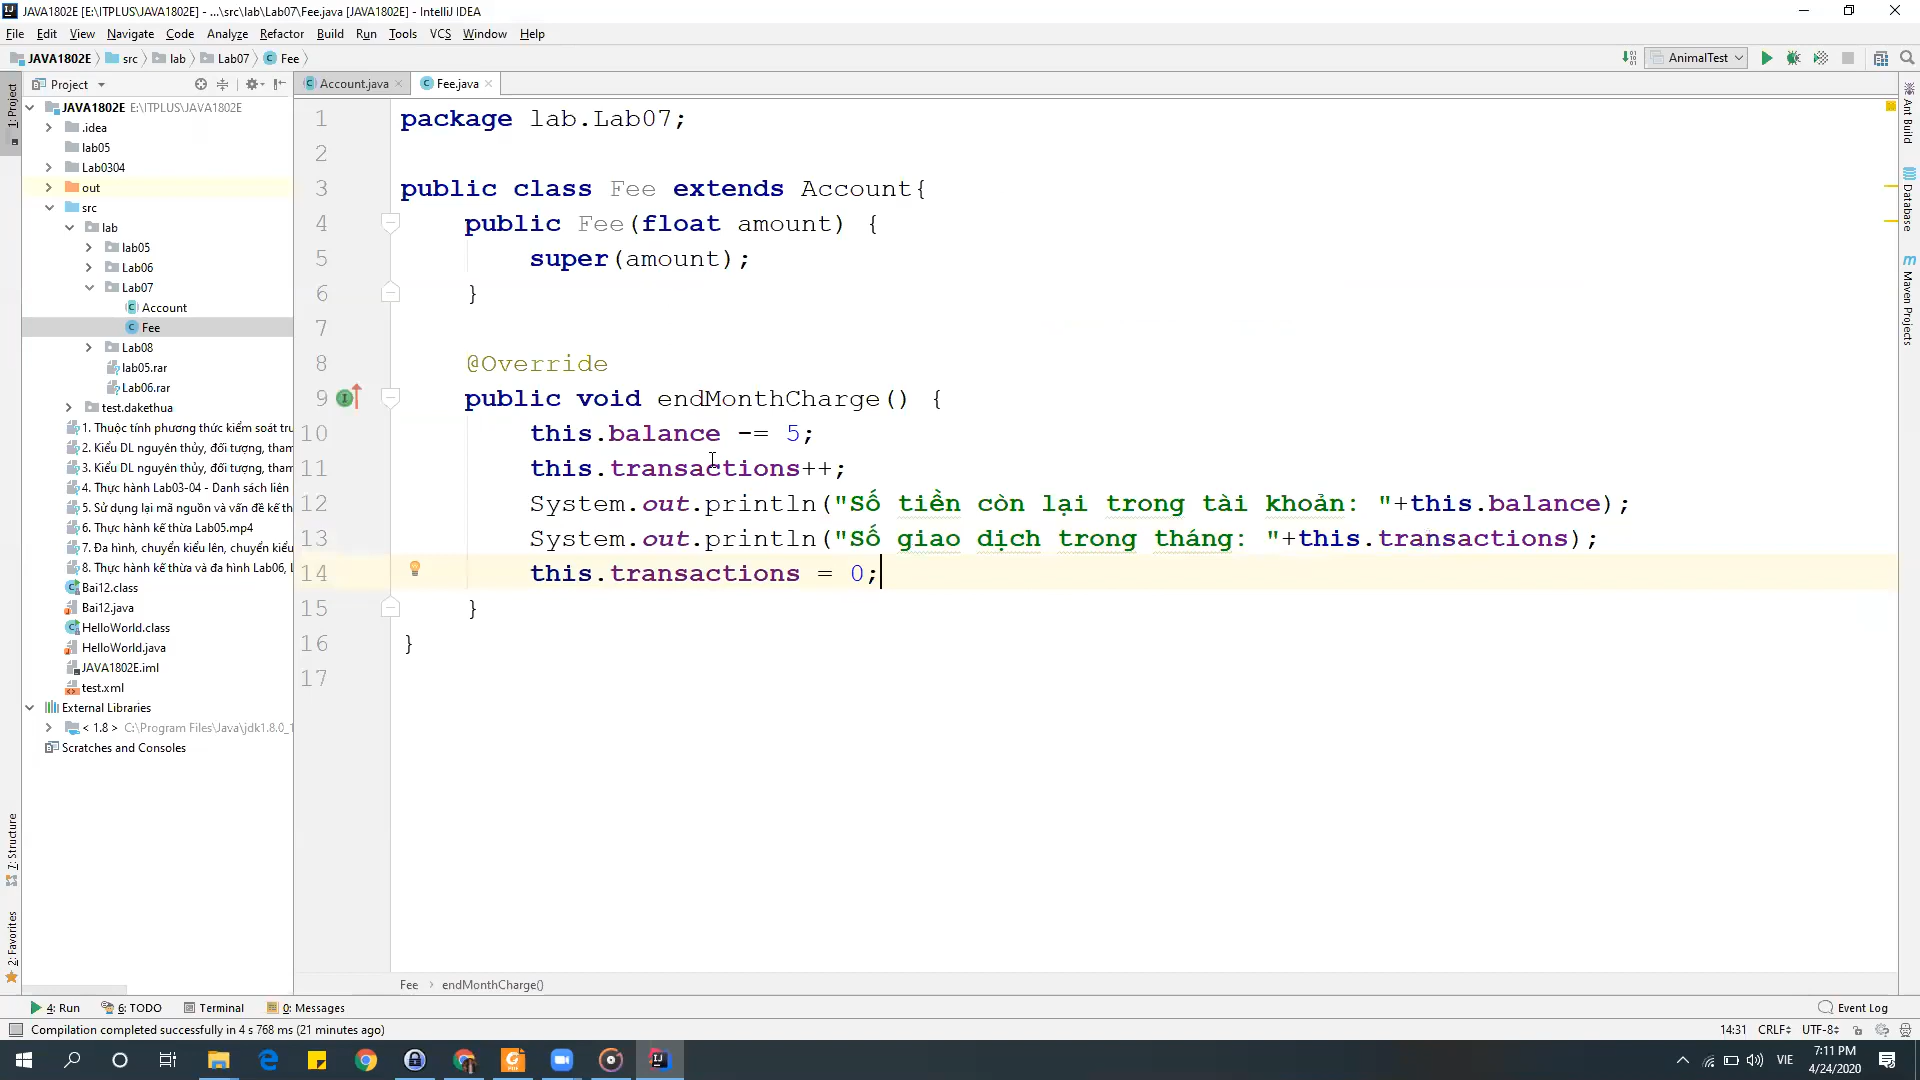 JAVA1802E [E:\ITPLUS\JAVA1802E] - ...\src\lab\Lab07\Fee.java [JAVA1802E] - IntelliJ IDEA
File Edit View Navigate Code Analyze Refactor Build Run Tools VCS Window Help
JAVA1802E src lab Lab07 Fee AnimalTest
Project
Account.java Fee.java
JAVA1802E E:\ITPLUS\JAVA1802E
.idea
lab05
Lab0304
out
src
lab
lab05
Lab06
Lab07
Account
Fee
Lab08
lab05.rar
Lab06.rar
test.dakethua
1. Thuộc tính phương thức kiểm soát tru
2. Kiểu DL nguyên thủy, đối tượng, tham
3. Kiểu DL nguyên thủy, đối tượng, tham
4. Thực hành Lab03-04 - Danh sách liên
5. Sử dụng lại mã nguồn và vấn đề kế th
6. Thực hành kế thừa Lab05.mp4
7. Đa hình, chuyển kiểu lên, chuyển kiểu
8. Thực hành kế thừa và đa hình Lab06, L
Bai12.class
Bai12.java
HelloWorld.class
HelloWorld.java
JAVA1802E.iml
test.xml
External Libraries
< 1.8 > C:\Program Files\Java\jdk1.8.0_1
Scratches and Consoles
1: Project
7: Structure
2: Favorites
1 package lab.Lab07;
2
3 public class Fee extends Account{
4 public Fee(float amount) {
5 super(amount);
6 }
7
8 @Override
9 public void endMonthCharge() {
10 this.balance -= 5;
11 this.transactions++;
12 System.out.println("Số tiền còn lại trong tài khoản: "+this.balance);
13 System.out.println("Số giao dịch trong tháng: "+this.transactions);
14 this.transactions = 0;
15 }
16 }
17
Ant Build
Database
Maven Projects
Fee endMonthCharge()
4: Run 6: TODO Terminal 0: Messages Event Log
Compilation completed successfully in 4 s 768 ms (21 minutes ago) 14:31 CRLF UTF-8
VIE 7:11 PM
4/24/2020